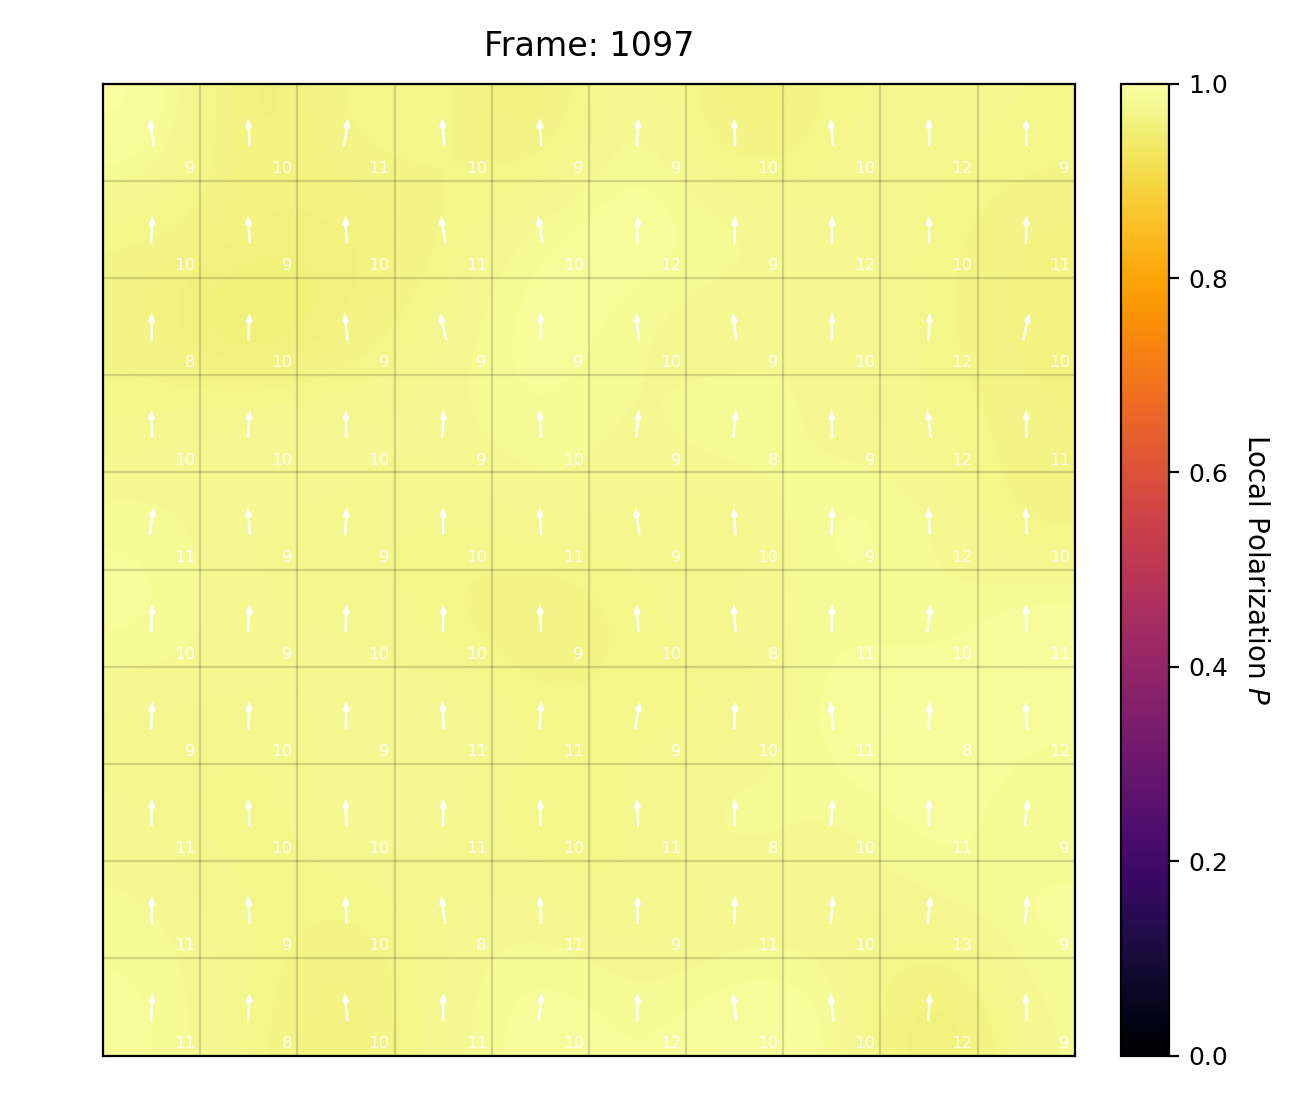 Frame: 1097
9 10 11 10 9 9 10 10 12 9
10 9 10 11 10 12 9 12 10 11
8 10 9 9 9 10 9 10 12 10
10 10 10 9 10 9 8 9 12 11
11 9 9 10 11 9 10 9 12 10
10 9 10 10 9 10 8 11 10 11
9 10 9 11 11 9 10 11 8 12
11 10 10 11 10 11 8 10 11 9
11 9 10 8 11 9 11 10 13 9
11 8 10 11 10 12 10 10 12 9
1.0
0.8
0.6
0.4
0.2
0.0
Local Polarization P